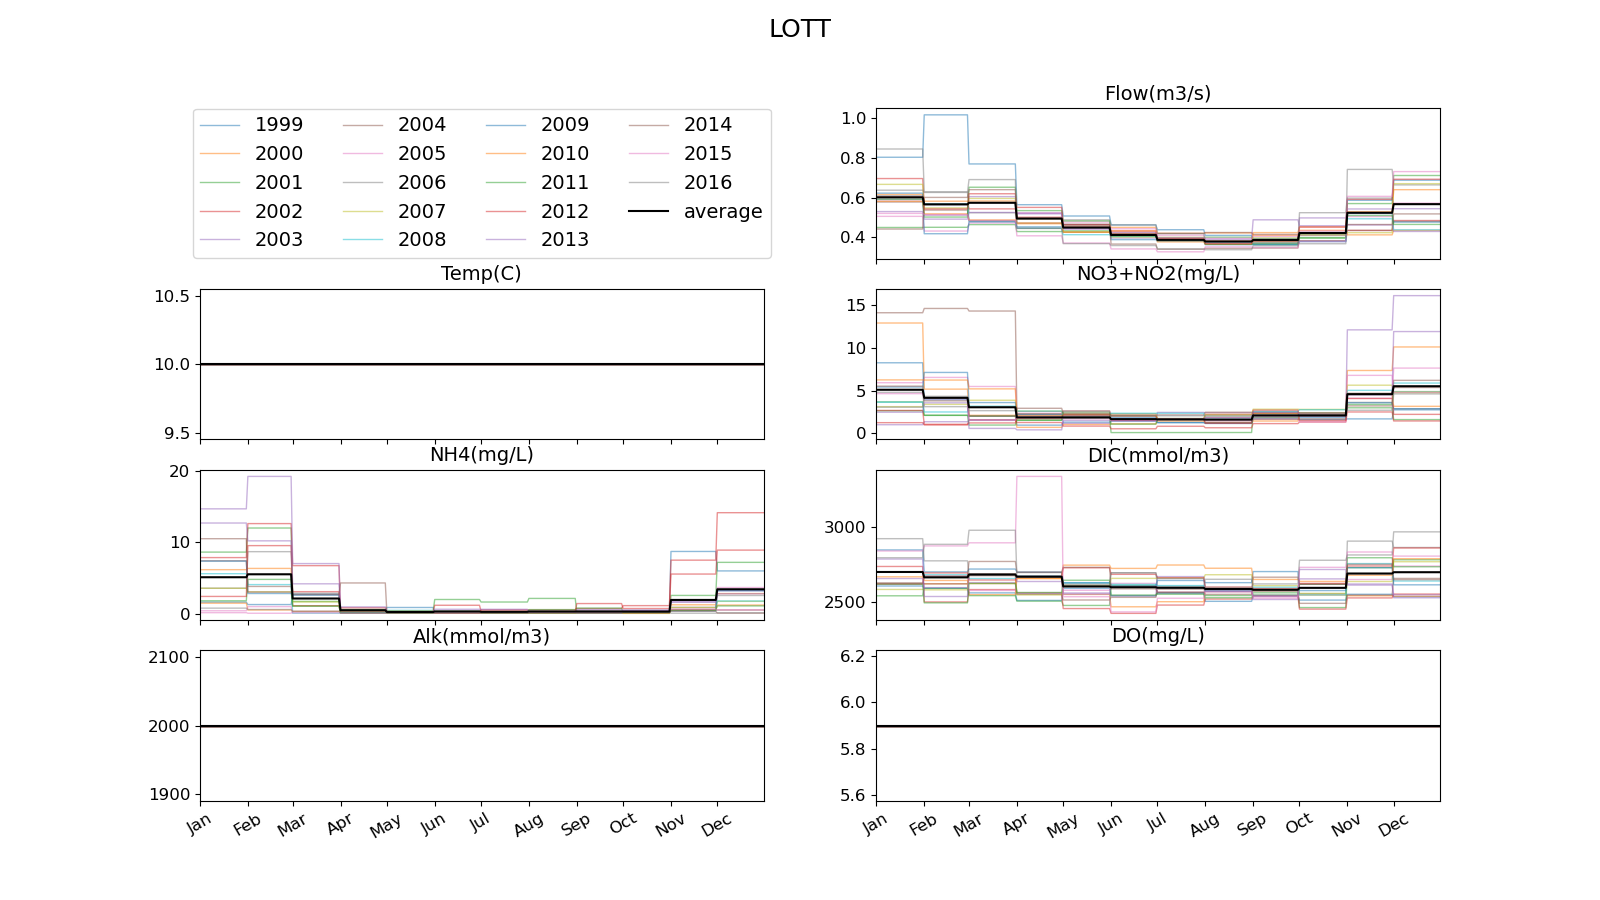 LOTT
1999 2004 2009 2014
2000 2005 2010 2015
2001 2006 2011 2016
2002 2007 2012 average
2003 2008 2013
Flow(m3/s)
1.0
0.8
0.6
0.4
Temp(C)
10.5
10.0
9.5
NO3+NO2(mg/L)
15
10
5
0
NH4(mg/L)
20
10
0
DIC(mmol/m3)
3000
2500
Alk(mmol/m3)
2100
2000
1900
Jan Feb Mar Apr May Jun Jul Aug Sep Oct Nov Dec
DO(mg/L)
6.2
6.0
5.8
5.6
Jan Feb Mar Apr May Jun Jul Aug Sep Oct Nov Dec